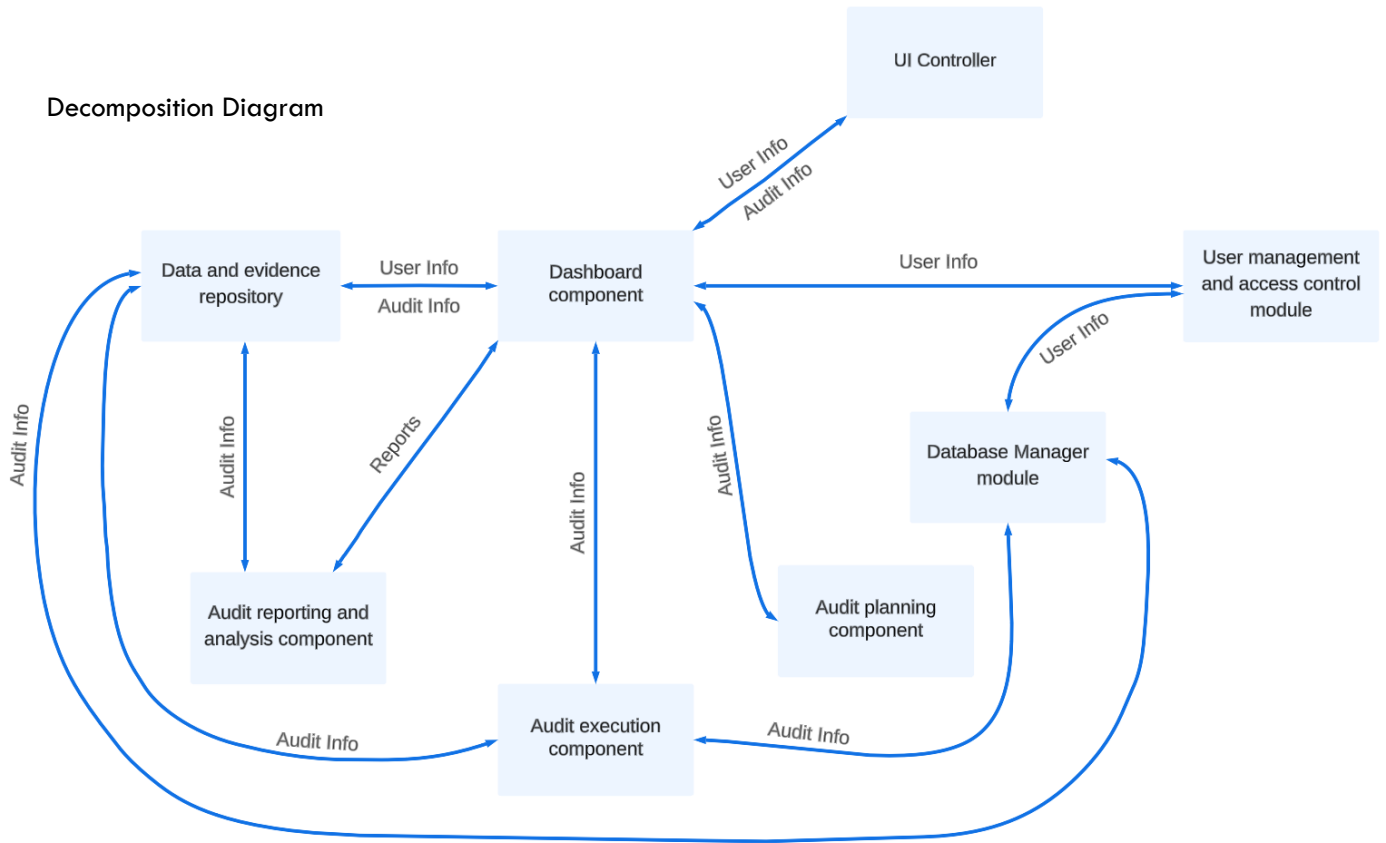 UI Controller
Decomposition Diagram
User Info
Audit Info
Data and evidence
repository
User Info
Audit Info
Dashboard
component
User Info
User management
and access control
module
User Info
Audit Info
Audit Info
Reports
Audit Info
Audit Info
Database Manager
module
Audit reporting and
analysis component
Audit planning
component
Audit Info
Audit execution
component
Audit Info